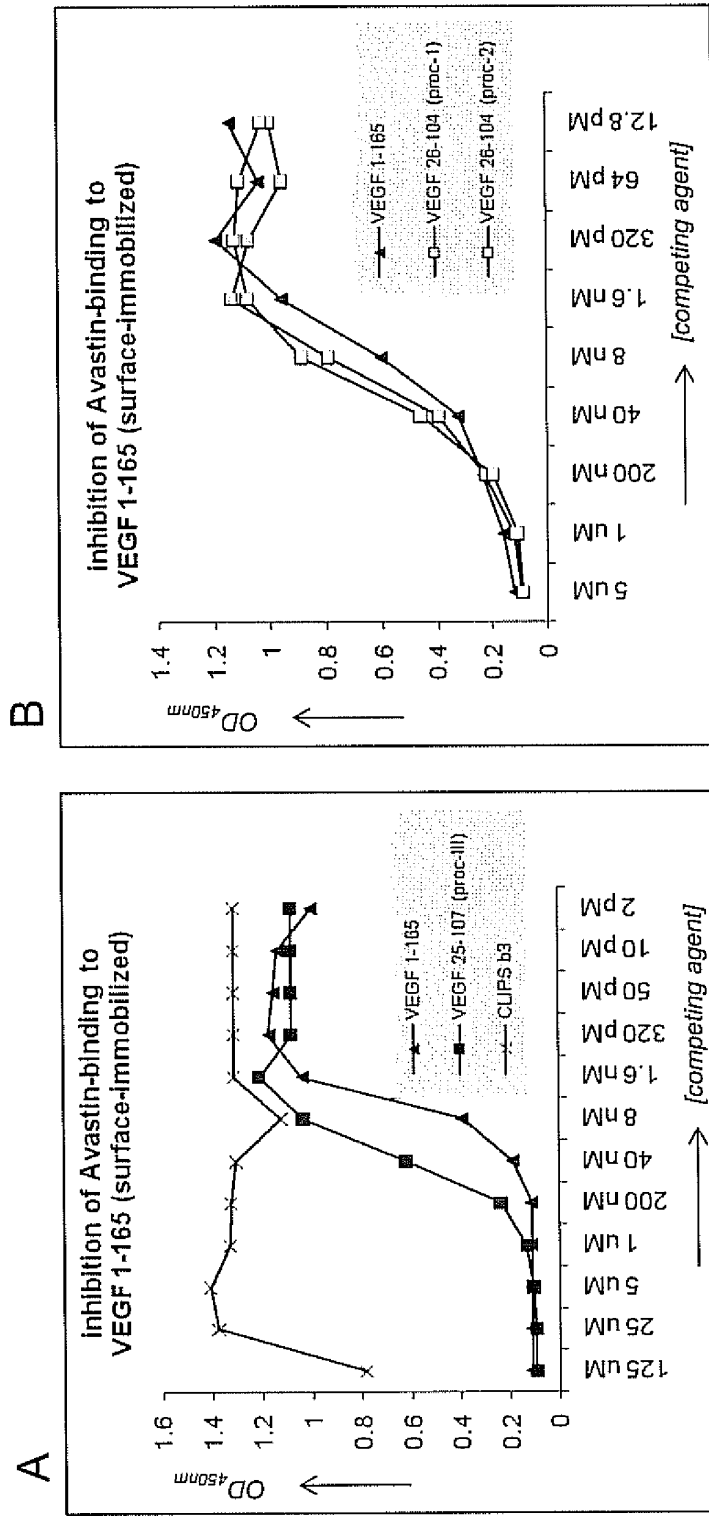 A
inhibition of Avastin-binding to
VEGF 1-165 (surface-immobilized)
OD450nm
1.6
1.4
1.2
1
0.8
0.6
0.4
0.2
0
VEGF 1-165
VEGF 25-107 (proc-III)
CLIPS b3
125 uM
25 uM
5 uM
1 uM
200 nM
40 nM
8 nM
1.6 nM
320 pM
50 pM
10 pM
2 pM
[competing agent]
B
inhibition of Avastin-binding to
VEGF 1-165 (surface-immobilized)
OD450nm
1.4
1.2
1
0.8
0.6
0.4
0.2
0
VEGF 1-165
VEGF 26-104 (proc-1)
VEGF 26-104 (proc-2)
5 uM
1 uM
200 nM
40 nM
8 nM
1.6 nM
320 pM
64 pM
12.8 pM
[competing agent]